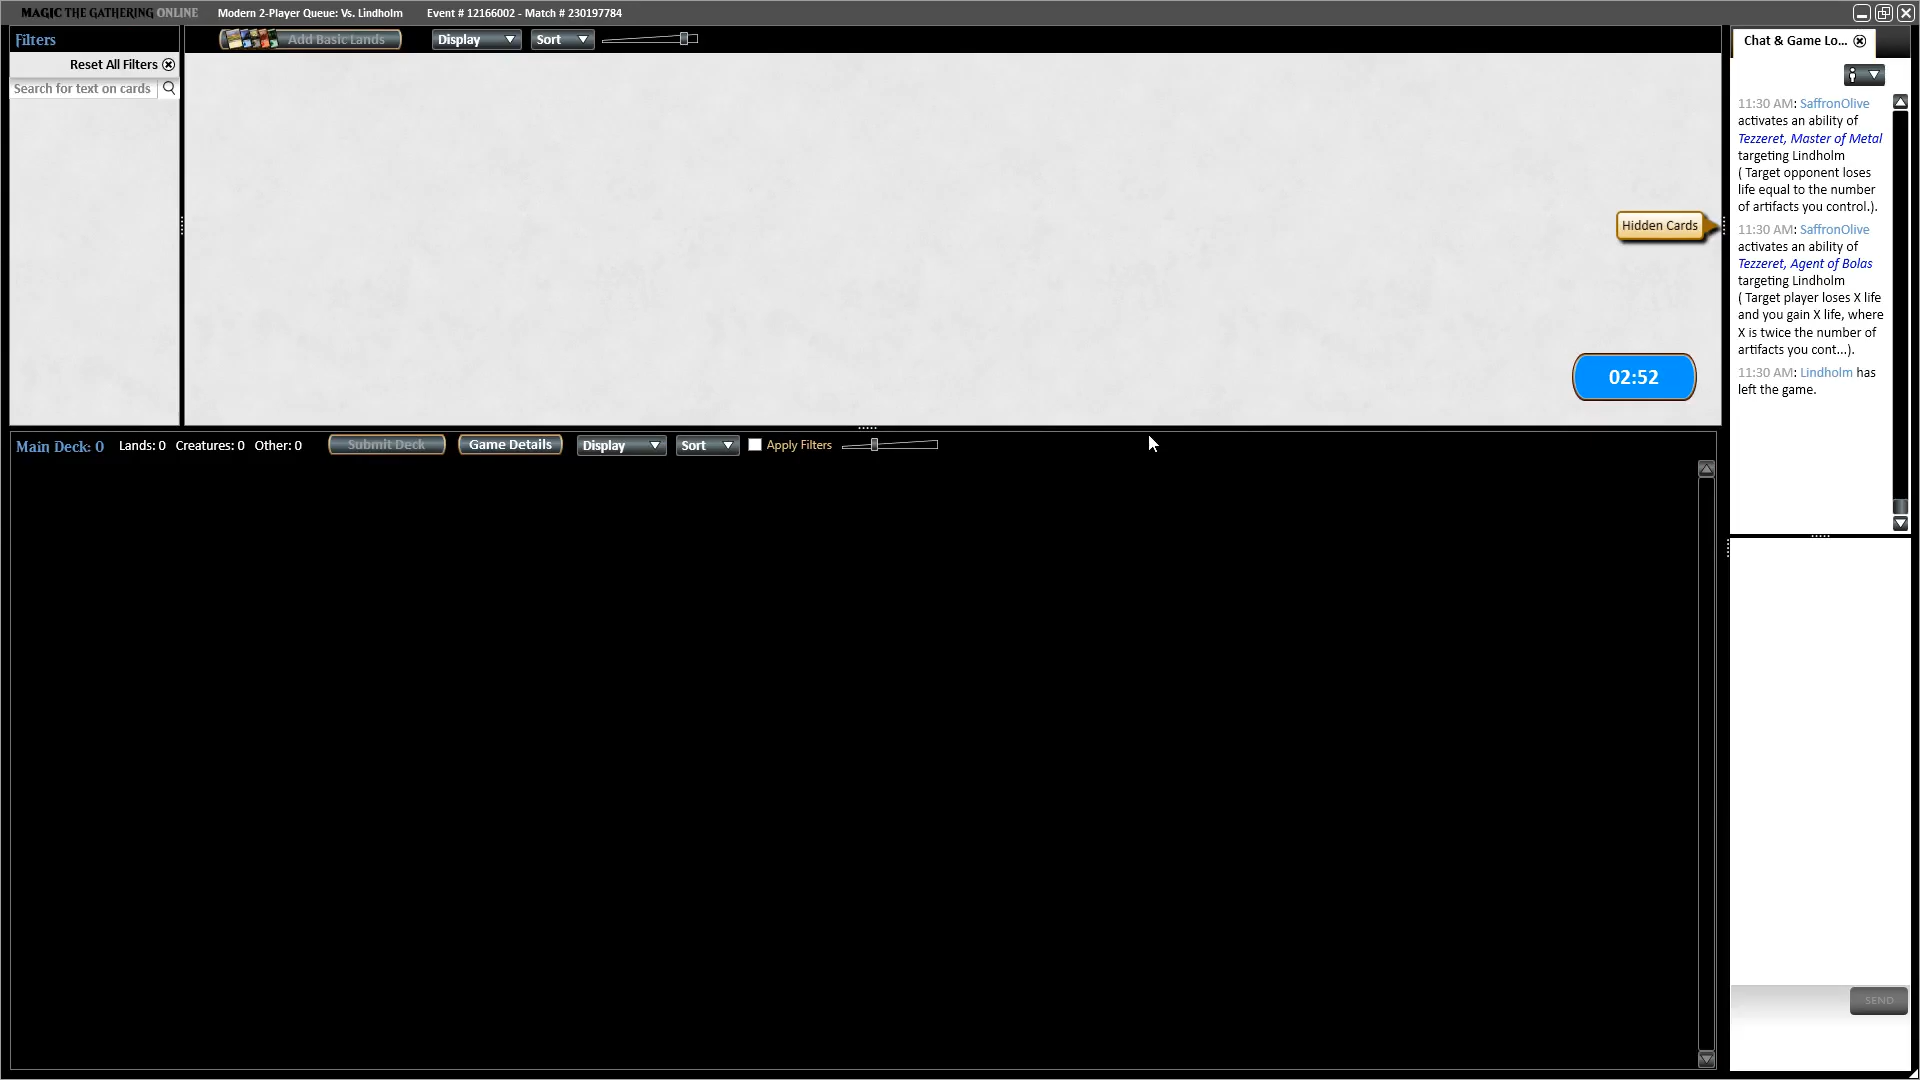 MAGIC THE GATHERING ONLINE Modern 2-Player Queue: Vs. Lindholm Event # 12166002 - Match # 230197784
Filters
Reset All Filters
Search for text on cards
Add Basic Lands Display Sort
Hidden Cards
02:52
Main Deck: 0 Lands: 0 Creatures: 0 Other: 0 Submit Deck Game Details Display Sort Apply Filters
Chat & Game Lo...
11:30 AM: SaffronOlive
activates an ability of
Tezzeret, Master of Metal
targeting Lindholm
( Target opponent loses
life equal to the number
of artifacts you control.).
11:30 AM: SaffronOlive
activates an ability of
Tezzeret, Agent of Bolas
targeting Lindholm
( Target player loses X life
and you gain X life, where
X is twice the number of
artifacts you cont...).
11:30 AM: Lindholm has
left the game.
SEND